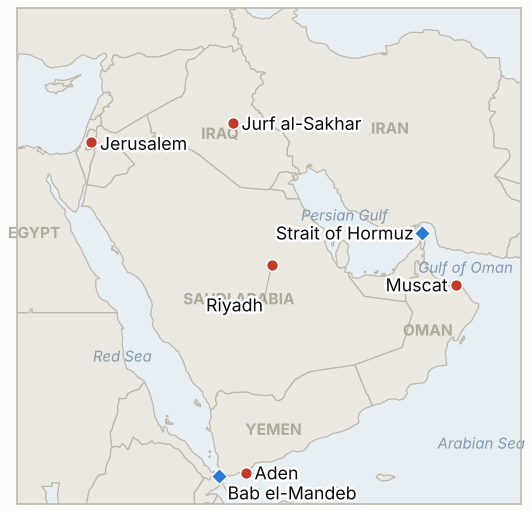 Jurf al-Sakhar
IRAQ
IRAN
Jerusalem
Persian Gulf
EGYPT
Strait of Hormuz
Gulf of Oman
Muscat
SAUDI ARABIA
Riyadh
OMAN
Red Sea
YEMEN
Arabian Sea
Aden
Bab el-Mandeb